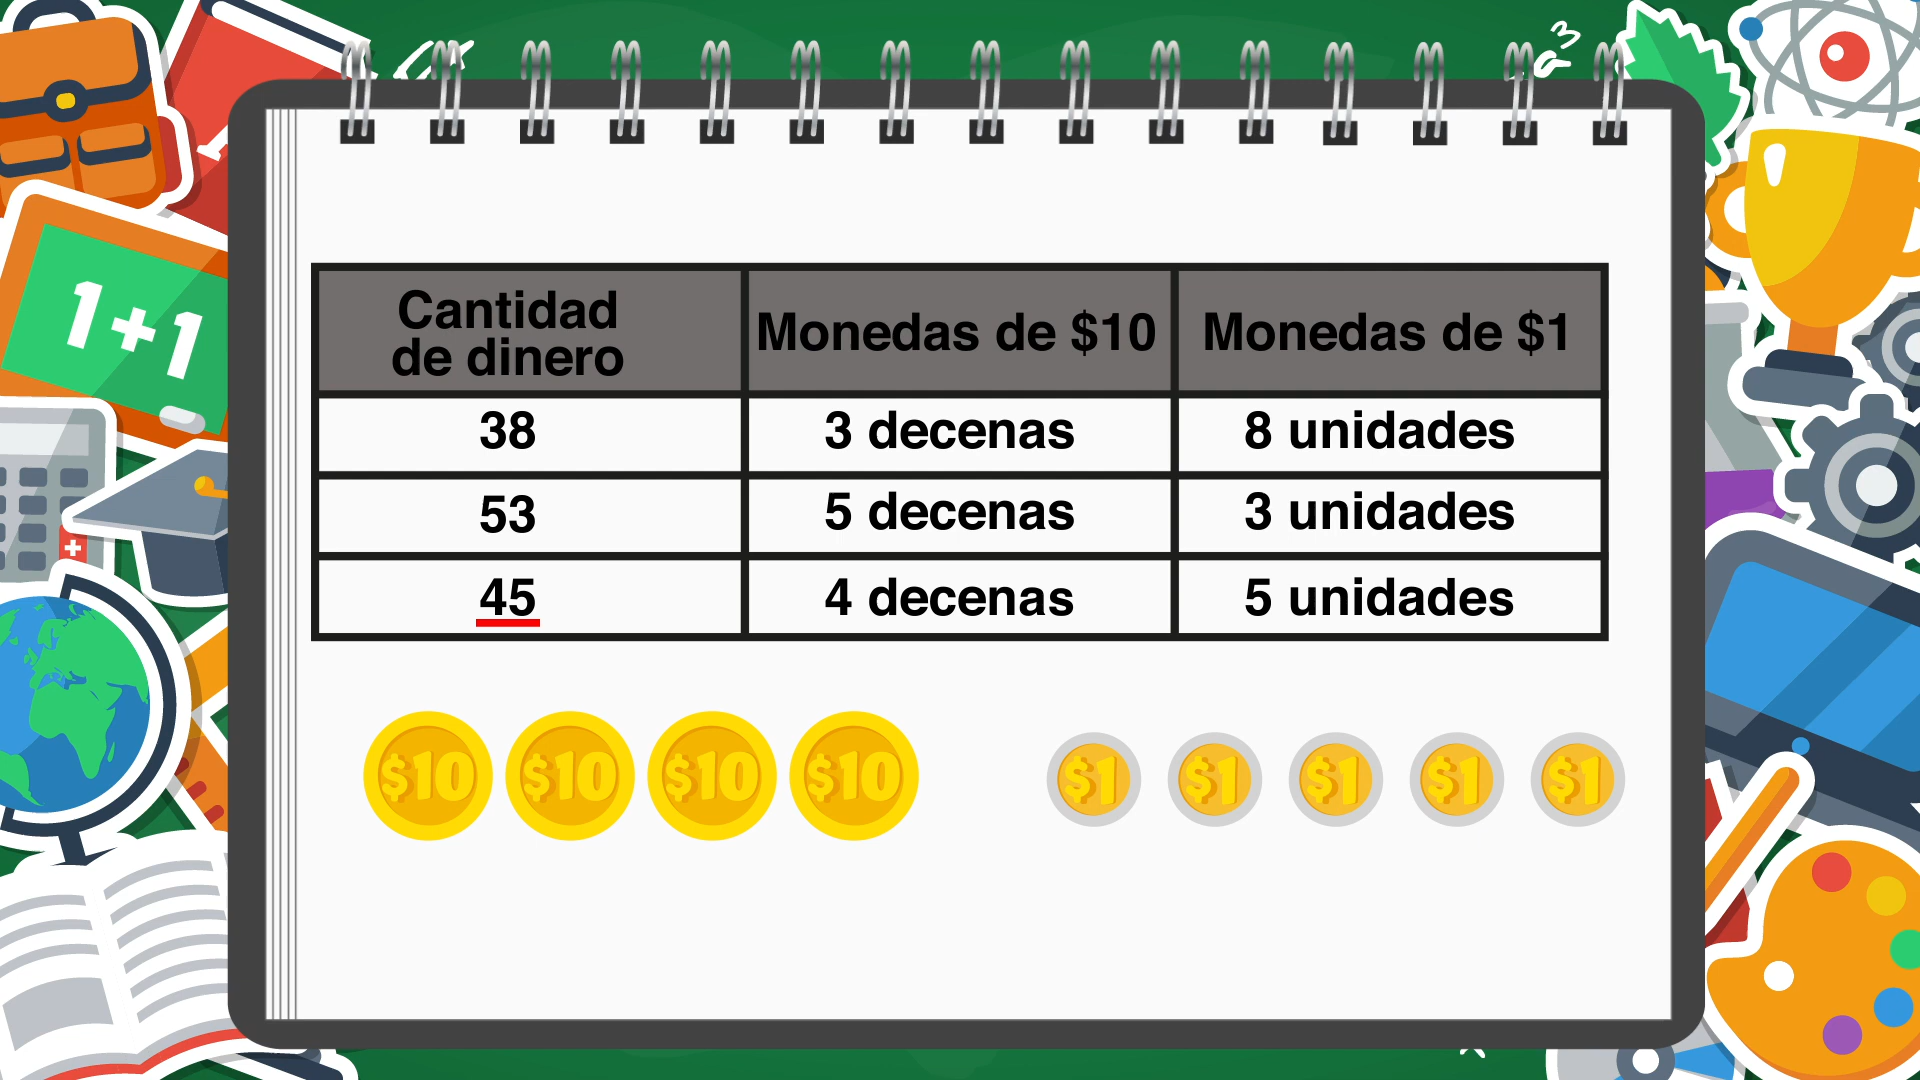 1+1
3
Cantidad
de dinero
Monedas de $10
Monedas de $1
38
3 decenas
8 unidades
53
5 decenas
3 unidades
45
4 decenas
5 unidades
$10 $10 $10 $10 $1 $1 $1 $1 $1